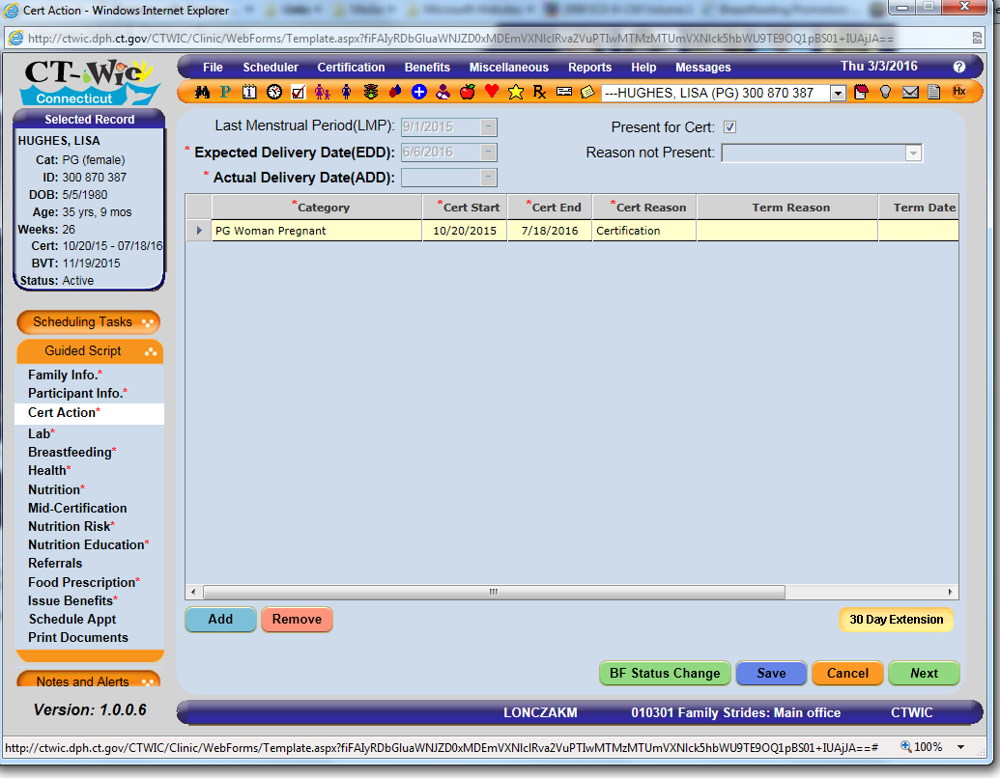 Cert Action - Windows Internet Explorer
http://ctwic.dph.ct.gov/CTWIC/Clinic/WebForms/Template.aspx?fiFAIyRDbGluaWNJZD0xMDEmVXNlclRva2VuPTIwMTMzMTUmVXNlck5hbWU9TE9OQ1pBS01+IUAjJA==
CT-Wic
Connecticut
File Scheduler Certification Benefits Miscellaneous Reports Help Messages Thu 3/3/2016 ?
P 1 Rx ---HUGHES, LISA (PG) 300 870 387 Hx
Selected Record
HUGHES, LISA
Cat: PG (female)
ID: 300 870 387
DOB: 5/5/1980
Age: 35 yrs, 9 mos
Weeks: 26
Cert: 10/20/15 - 07/18/16
BVT: 11/19/2015
Status: Active
Scheduling Tasks
Guided Script
Family Info.*
Participant Info.*
Cert Action*
Lab*
Breastfeeding*
Health*
Nutrition*
Mid-Certification
Nutrition Risk*
Nutrition Education*
Referrals
Food Prescription*
Issue Benefits*
Schedule Appt
Print Documents
Notes and Alerts
Version: 1.0.0.6
Last Menstrual Period(LMP): 9/1/2015 Present for Cert:
* Expected Delivery Date(EDD): 6/6/2016 Reason not Present:
* Actual Delivery Date(ADD):
*Category *Cert Start *Cert End *Cert Reason Term Reason Term Date
PG Woman Pregnant 10/20/2015 7/18/2016 Certification
Add Remove 30 Day Extension
BF Status Change Save Cancel Next
LONCZAKM 010301 Family Strides: Main office CTWIC
http://ctwic.dph.ct.gov/CTWIC/Clinic/WebForms/Template.aspx?fiFAIyRDbGluaWNJZD0xMDEmVXNlclRva2VuPTIwMTMzMTUmVXNlck5hbWU9TE9OQ1pBS01+IUAjJA==# 100%